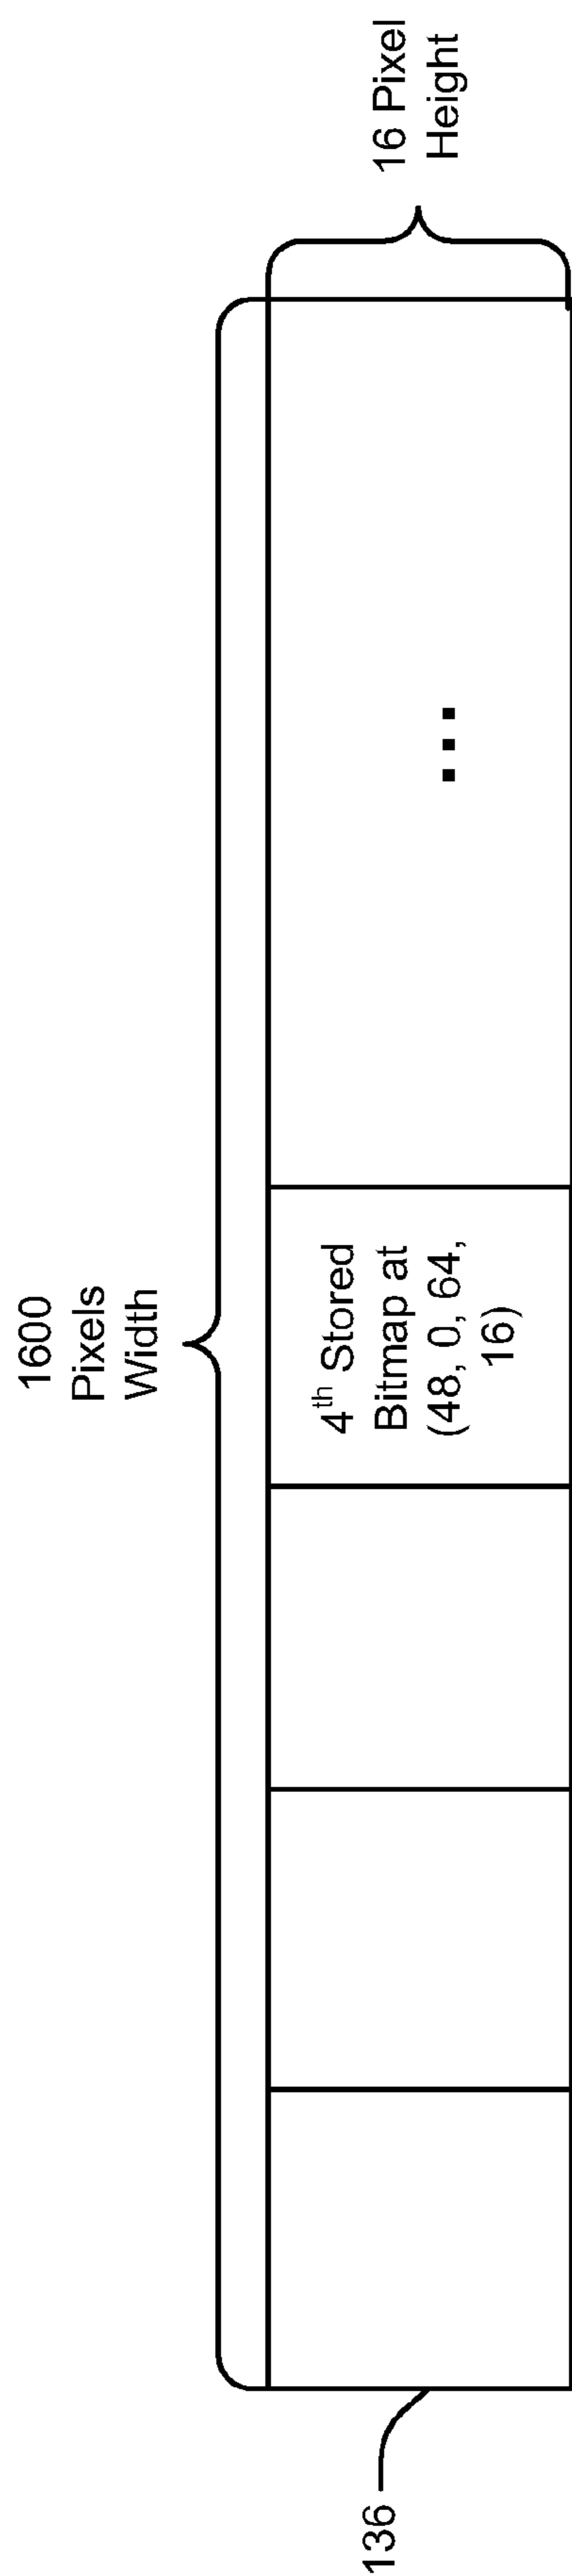 1600
Pixels
Width
16 Pixel
Height
4th Stored
Bitmap at
(48, 0, 64,
16)
...
136